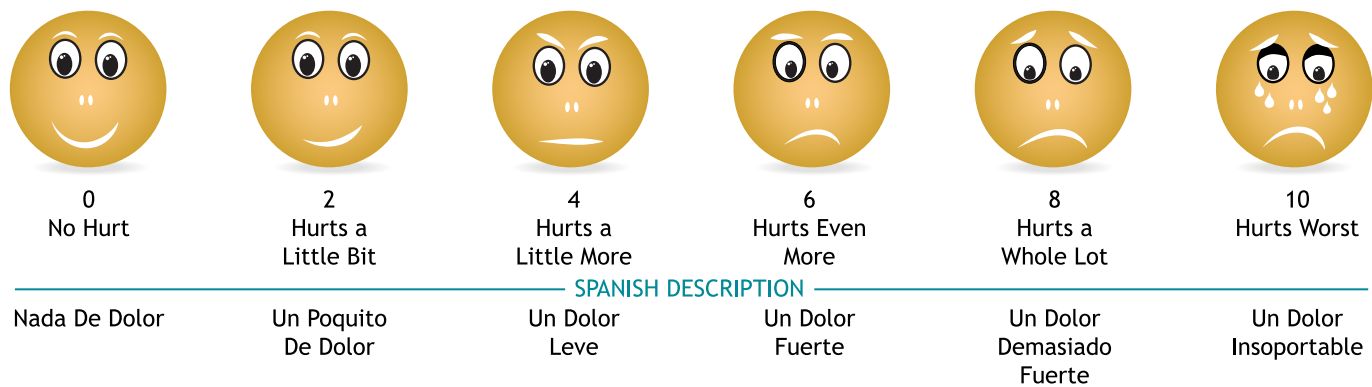 0
No Hurt
2
Hurts a
Little Bit
4
Hurts a
Little More
6
Hurts Even
More
8
Hurts a
Whole Lot
10
Hurts Worst
SPANISH DESCRIPTION
Nada De Dolor
Un Poquito
De Dolor
Un Dolor
Leve
Un Dolor
Fuerte
Un Dolor
Demasiado
Fuerte
Un Dolor
Insoportable